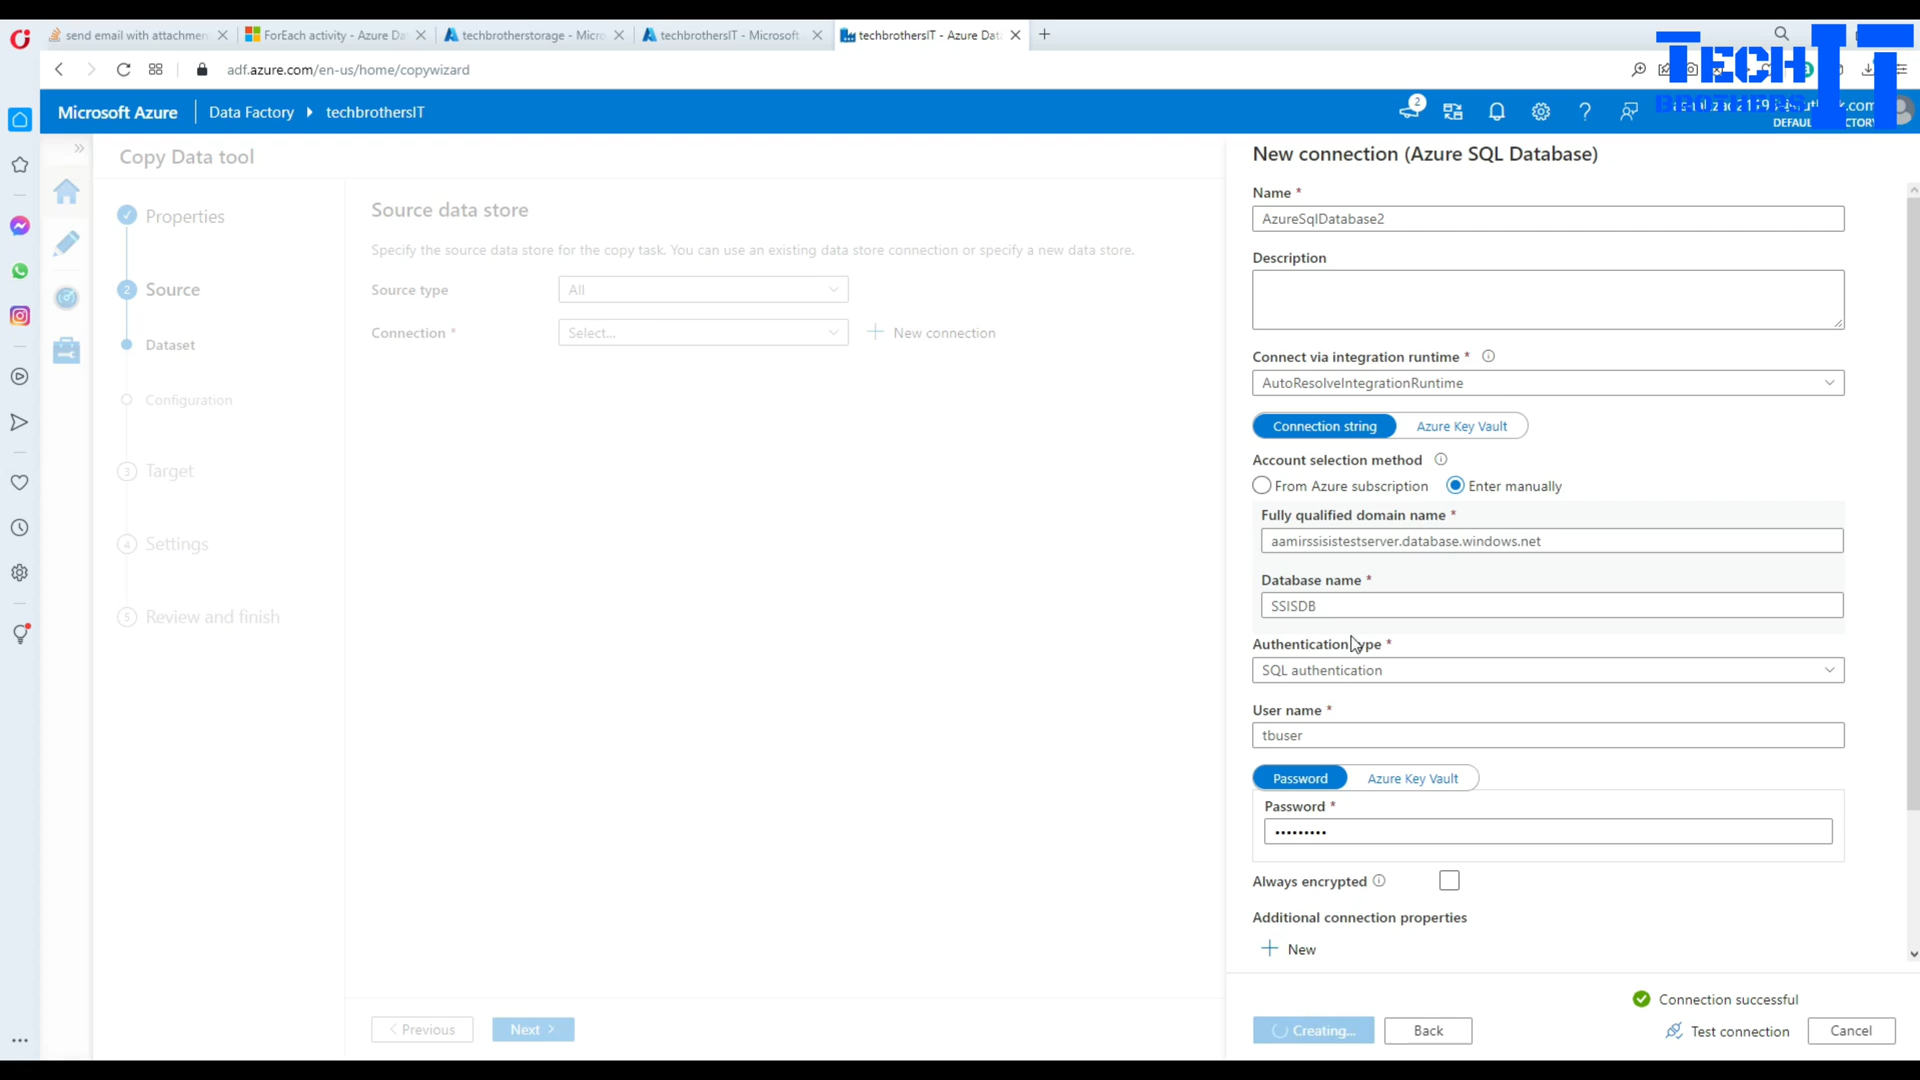 send email with attachmen
ForEach activity - Azure Da
techbrotherstorage - Micro
techbrothersIT - Microsoft
techbrothersIT - Azure Dat
adf.azure.com/en-us/home/copywizard
TECH IT
BROTHERS
Microsoft Azure
Data Factory
techbrothersIT
2
Copy Data tool
Properties
2
Source
Dataset
Configuration
3
Target
4
Settings
5
Review and finish
Source data store
Specify the source data store for the copy task. You can use an existing data store connection or specify a new data store.
Source type
All
Connection *
Select...
New connection
Previous
Next
New connection (Azure SQL Database)
Name *
AzureSqlDatabase2
Description
Connect via integration runtime *
AutoResolveIntegrationRuntime
Connection string
Azure Key Vault
Account selection method
From Azure subscription
Enter manually
Fully qualified domain name *
aamirssisistestserver.database.windows.net
Database name *
SSISDB
Authentication type *
SQL authentication
User name *
tbuser
Password
Azure Key Vault
Password *
•••••••••
Always encrypted
Additional connection properties
New
Connection successful
Creating...
Back
Test connection
Cancel